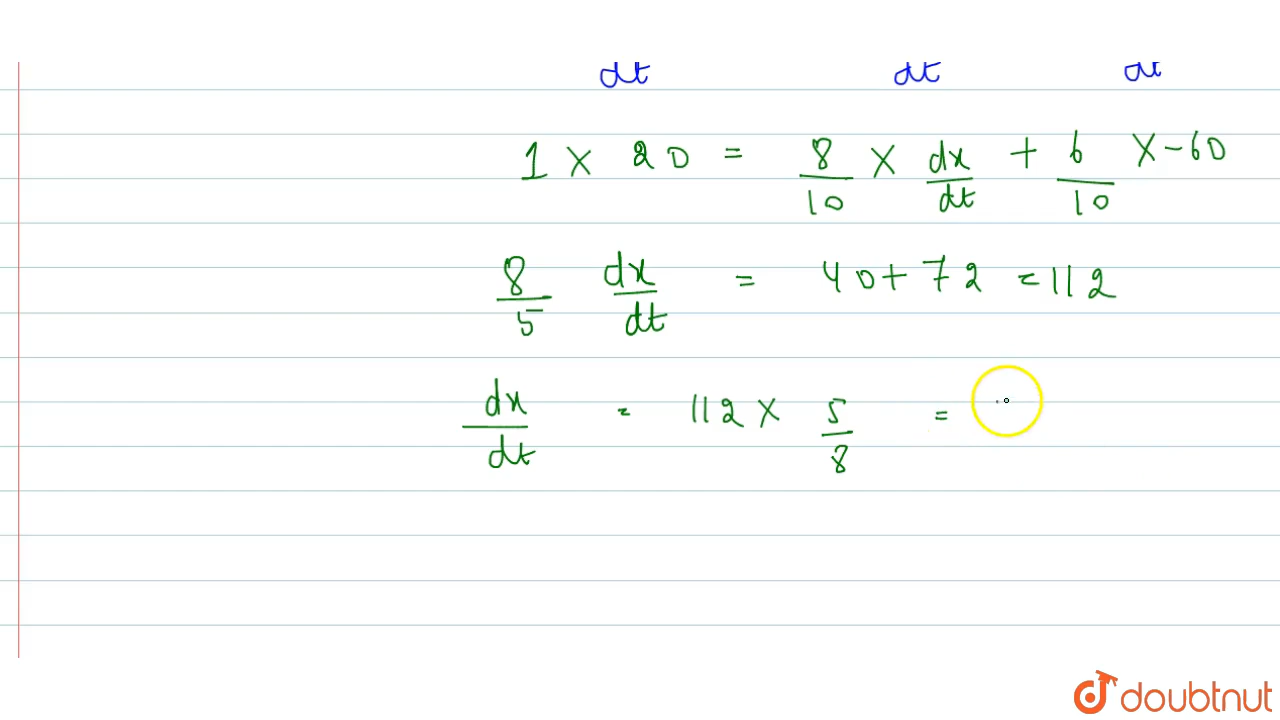 dt dt dt
1 × 20 = 8/10 × dx/dt + 6/10 × -60
8/5 dx/dt = 40 + 72 = 112
dx/dt = 112 × 5/8 =
doubtnut